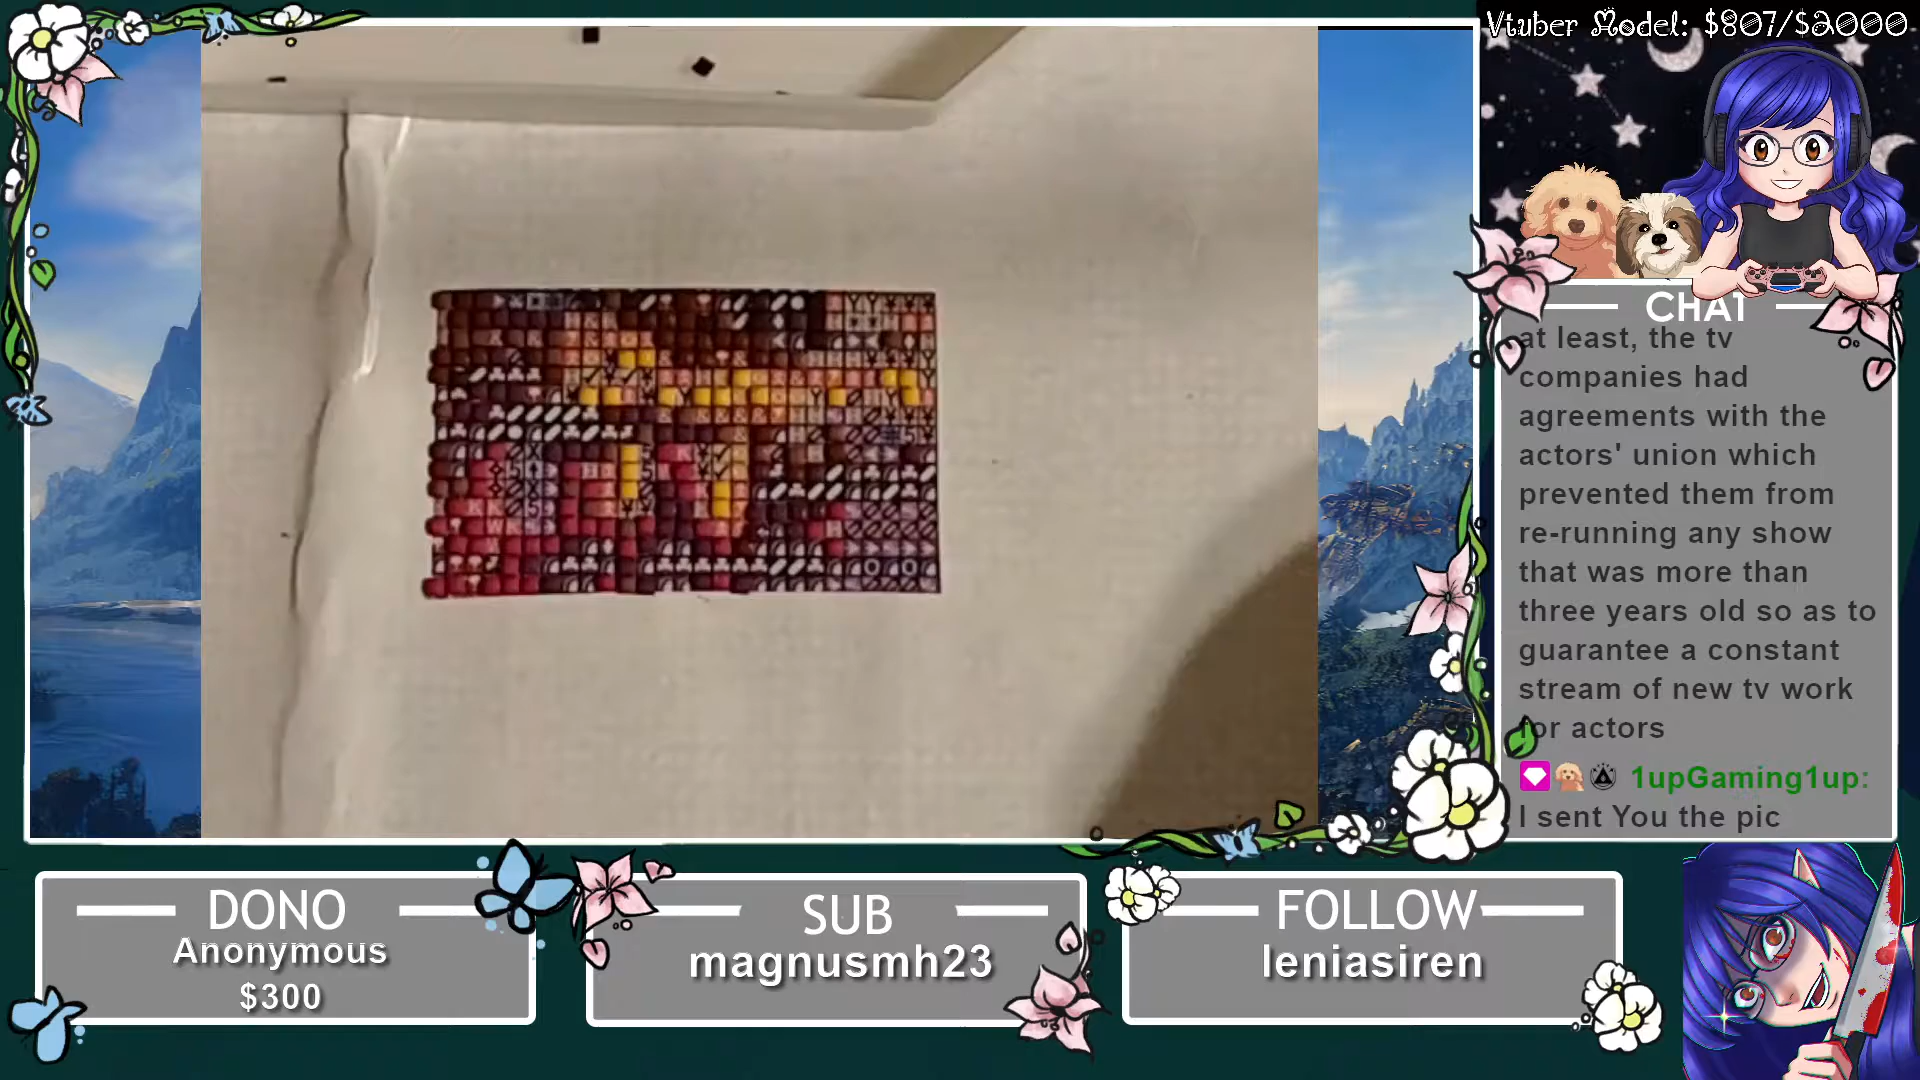 Vtuber Model: $807/$2000
CHAT
at least, the tv
companies had
agreements with the
actors' union which
prevented them from
re-running any show
that was more than
three years old so as to
guarantee a constant
stream of new tv work
for actors
1upGaming1up:
I sent You the pic
DONO
Anonymous
$300
SUB
magnusmh23
FOLLOW
leniasiren